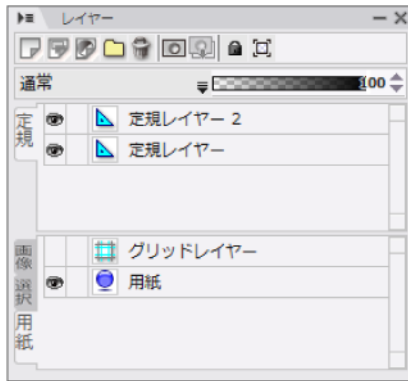 レイヤー
通常
100
定規
定規レイヤー 2
定規レイヤー
画像
選択
グリッドレイヤー
用紙
用紙